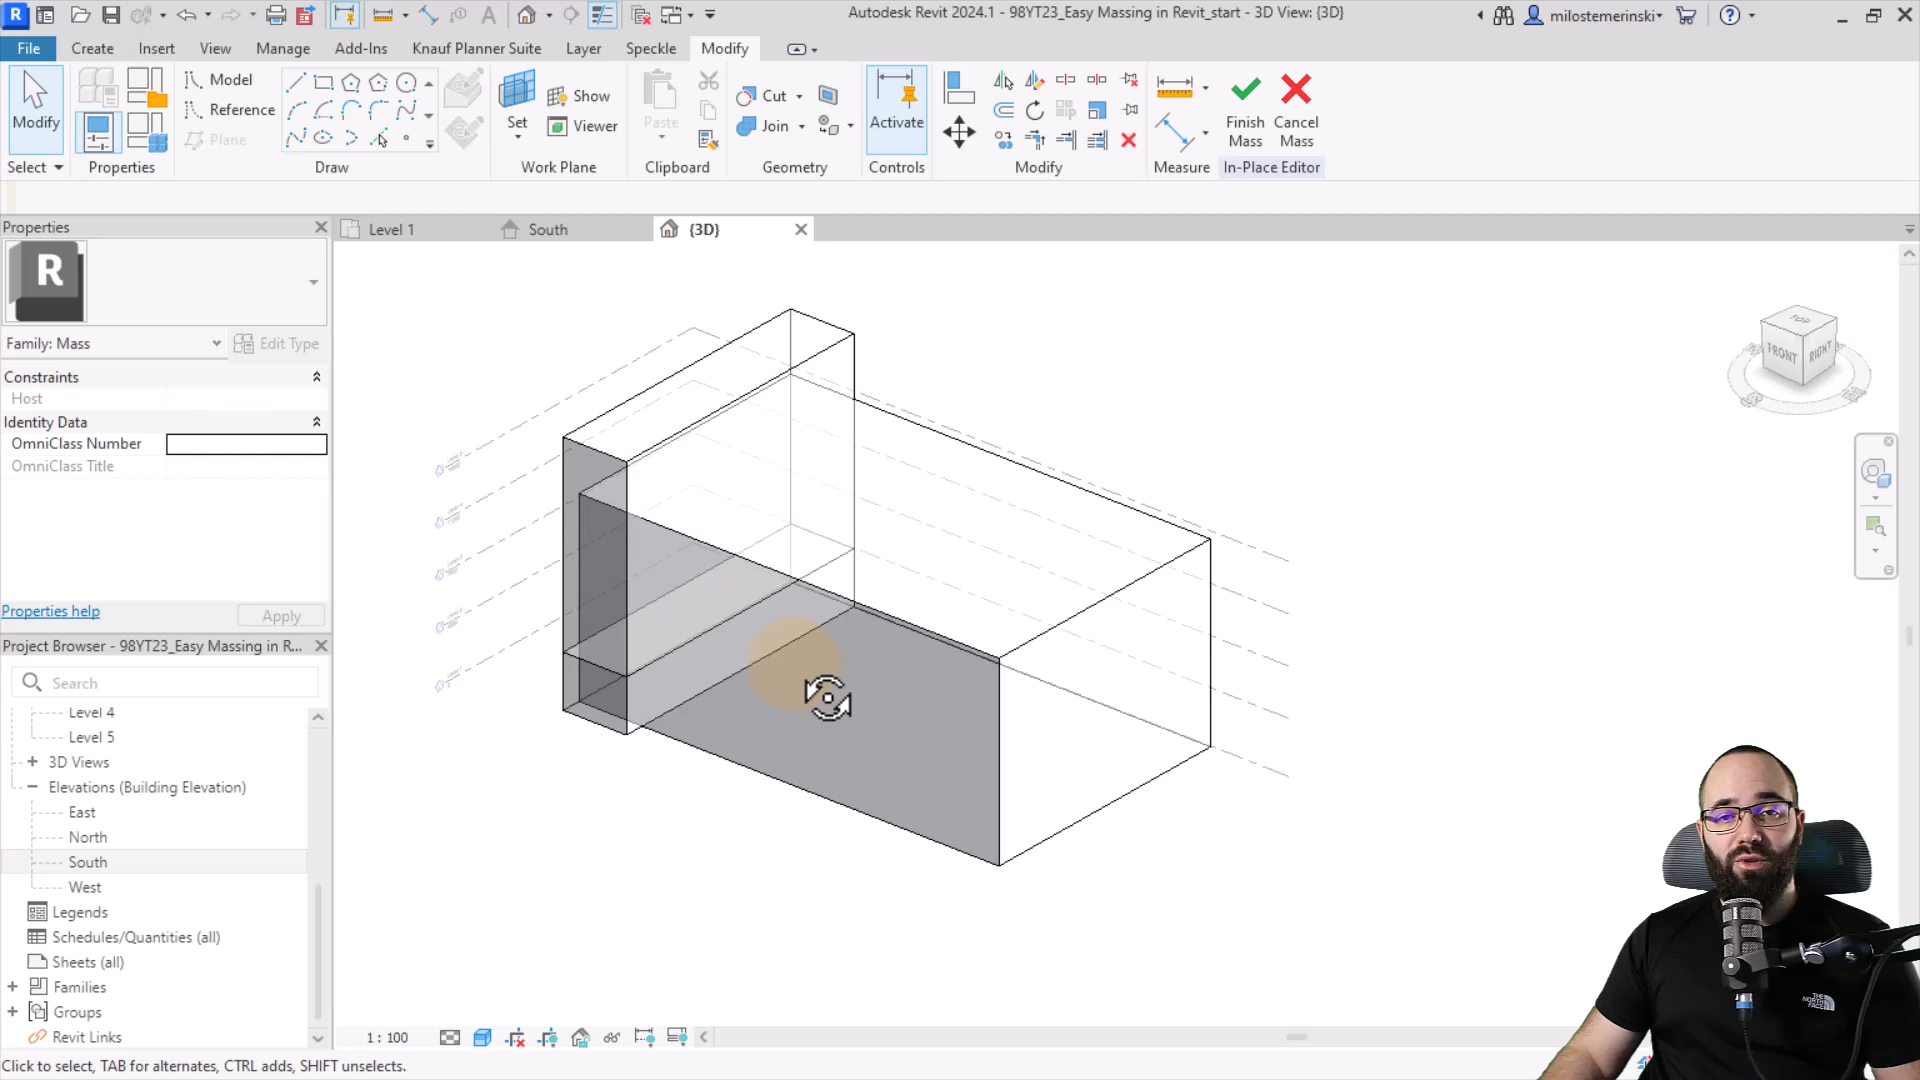 Autodesk Revit 2024.1 - 98YT23_Easy Massing in Revit_start - 3D View: {3D}
milostemerinski
File Create Insert View Manage Add-Ins Knauf Planner Suite Layer Speckle Modify
Modify
Model
Reference
Plane
Set
Show
Viewer
Paste
Cut
Join
Activate
Finish Mass
Cancel Mass
Select Properties Draw Work Plane Clipboard Geometry Controls Modify Measure In-Place Editor
Properties
Level 1
South
{3D}
R
Family: Mass
Edit Type
Constraints
Host
Identity Data
OmniClass Number
OmniClass Title
Properties help
Apply
Project Browser - 98YT23_Easy Massing in R...
Search
Level 4
Level 5
3D Views
Elevations (Building Elevation)
East
North
South
West
Legends
Schedules/Quantities (all)
Sheets (all)
Families
Groups
Revit Links
TOP
FRONT
RIGHT
THE NORTH FACE
1 : 100
Click to select, TAB for alternates, CTRL adds, SHIFT unselects.